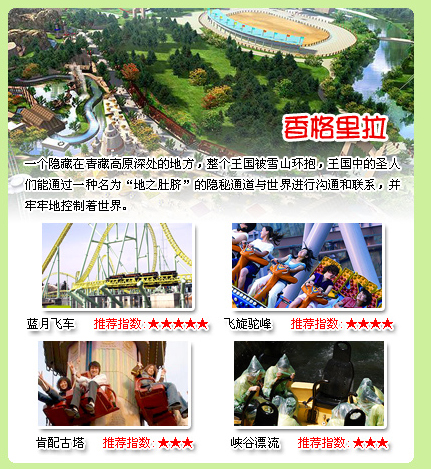 香格里拉
一个隐藏在青藏高原深处的地方，整个王国被雪山环抱，王国中的圣人
们能通过一种名为“地之肚脐”的隐秘通道与世界进行沟通和联系，并
牢牢地控制着世界。
蓝月飞车 推荐指数:★★★★★ 飞旋驼峰 推荐指数:★★★★
肯配古塔 推荐指数:★★★ 峡谷漂流 推荐指数:★★★